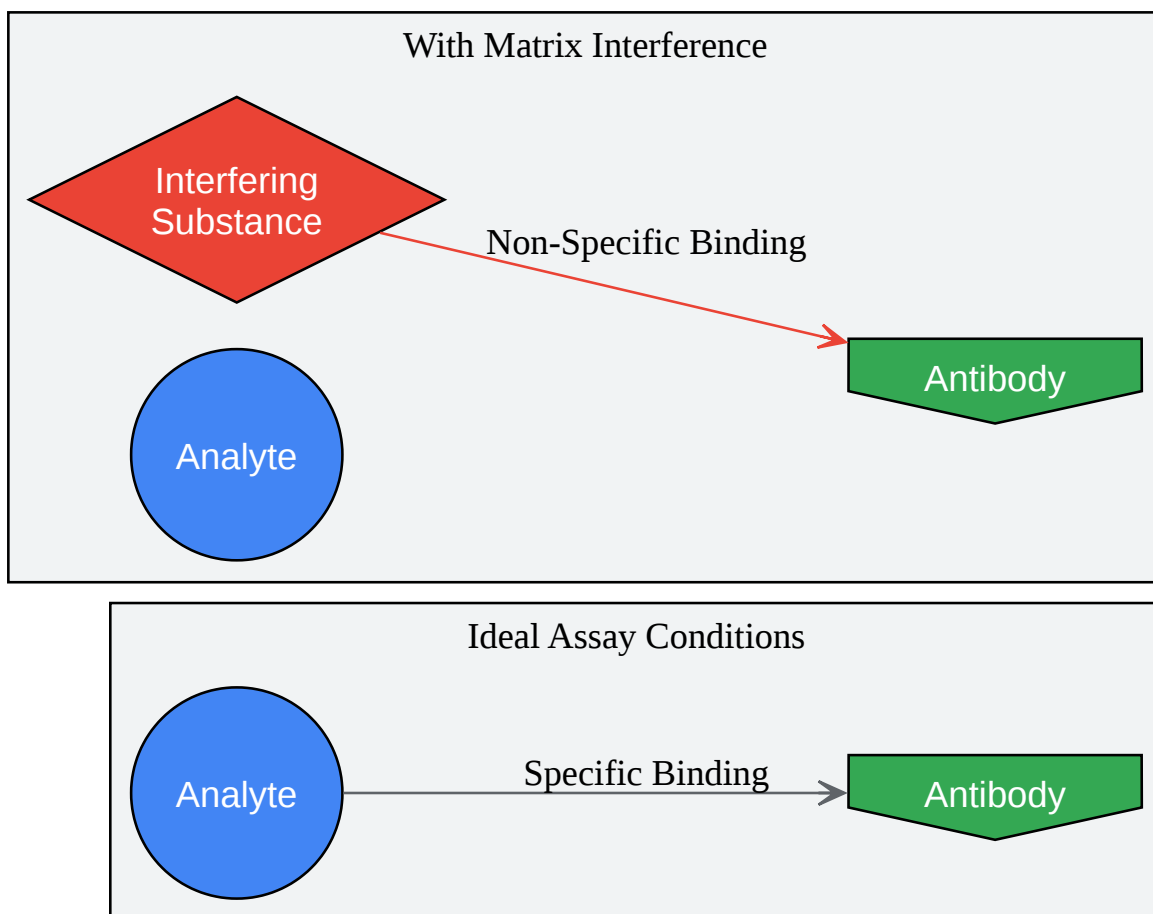 With Matrix Interference
Interfering
Substance
Non-Specific Binding
Antibody
Analyte
Ideal Assay Conditions
Analyte
Specific Binding
Antibody